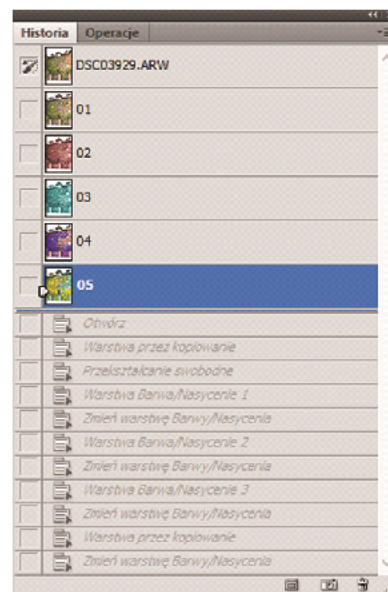 Historia Operacje
DSC03929.ARW
01
02
03
04
05
Otwórz
Warstwa przez kopiowanie
Przekształcanie swobodne
Warstwa Barwa/Nasycenie 1
Zmień warstwę Barwy/Nasycenia
Warstwa Barwa/Nasycenie 2
Zmień warstwę Barwy/Nasycenia
Warstwa Barwa/Nasycenie 3
Zmień warstwę Barwy/Nasycenia
Warstwa przez kopiowanie
Zmień warstwę Barwy/Nasycenia